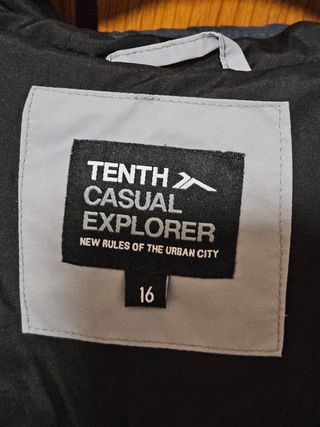 TENTH
CASUAL
EXPLORER
NEW RULES OF THE URBAN CITY
16